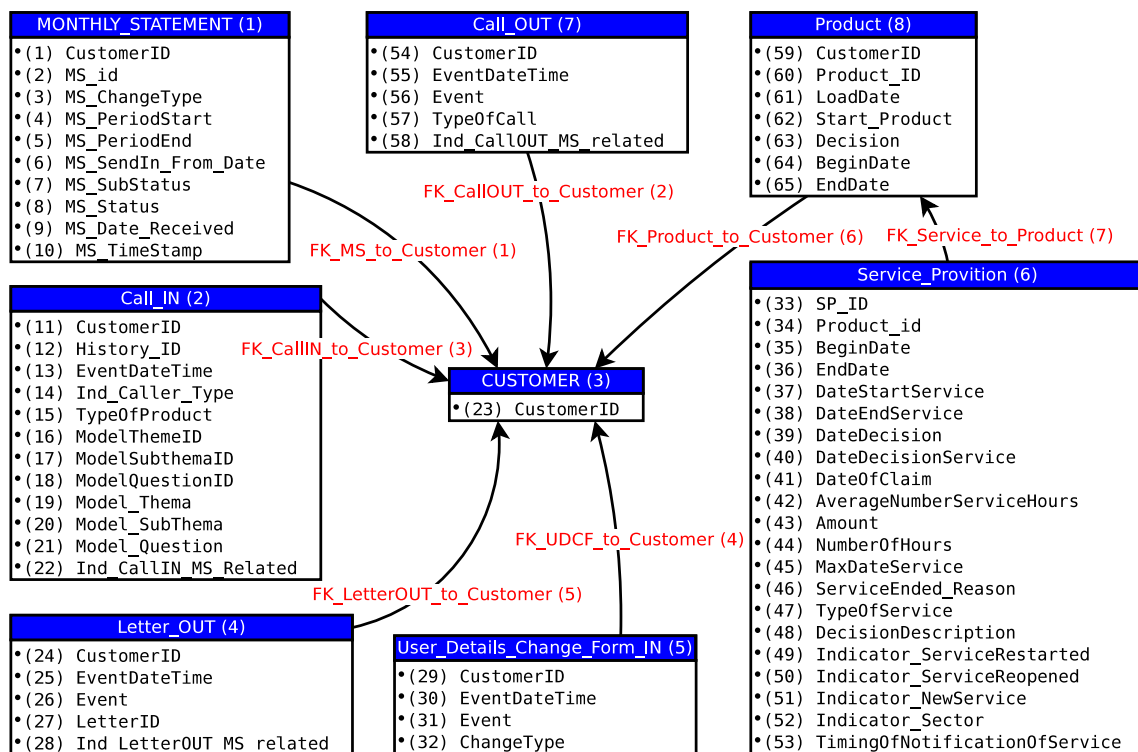 MONTHLY_STATEMENT (1)
•(1) CustomerID
•(2) MS_id
•(3) MS_ChangeType
•(4) MS_PeriodStart
•(5) MS_PeriodEnd
•(6) MS_SendIn_From_Date
•(7) MS_SubStatus
•(8) MS_Status
•(9) MS_Date_Received
•(10) MS_TimeStamp
Call_OUT (7)
•(54) CustomerID
•(55) EventDateTime
•(56) Event
•(57) TypeOfCall
•(58) Ind_CallOUT_MS_related
Product (8)
•(59) CustomerID
•(60) Product_ID
•(61) LoadDate
•(62) Start_Product
•(63) Decision
•(64) BeginDate
•(65) EndDate
FK_CallOUT_to_Customer (2)
FK_MS_to_Customer (1)
FK_Product_to_Customer (6)
FK_Service_to_Product (7)
Call_IN (2)
•(11) CustomerID
•(12) History_ID
•(13) EventDateTime
•(14) Ind_Caller_Type
•(15) TypeOfProduct
•(16) ModelThemeID
•(17) ModelSubthemaID
•(18) ModelQuestionID
•(19) Model_Thema
•(20) Model_SubThema
•(21) Model_Question
•(22) Ind_CallIN_MS_Related
FK_CallIN_to_Customer (3)
CUSTOMER (3)
•(23) CustomerID
Service_Provition (6)
•(33) SP_ID
•(34) Product_id
•(35) BeginDate
•(36) EndDate
•(37) DateStartService
•(38) DateEndService
•(39) DateDecision
•(40) DateDecisionService
•(41) DateOfClaim
•(42) AverageNumberServiceHours
•(43) Amount
•(44) NumberOfHours
•(45) MaxDateService
•(46) ServiceEnded_Reason
•(47) TypeOfService
•(48) DecisionDescription
•(49) Indicator_ServiceRestarted
•(50) Indicator_ServiceReopened
•(51) Indicator_NewService
•(52) Indicator_Sector
•(53) TimingOfNotificationOfService
FK_UDCF_to_Customer (4)
FK_LetterOUT_to_Customer (5)
Letter_OUT (4)
•(24) CustomerID
•(25) EventDateTime
•(26) Event
•(27) LetterID
•(28) Ind_LetterOUT_MS_related
User_Details_Change_Form_IN (5)
•(29) CustomerID
•(30) EventDateTime
•(31) Event
•(32) ChangeType